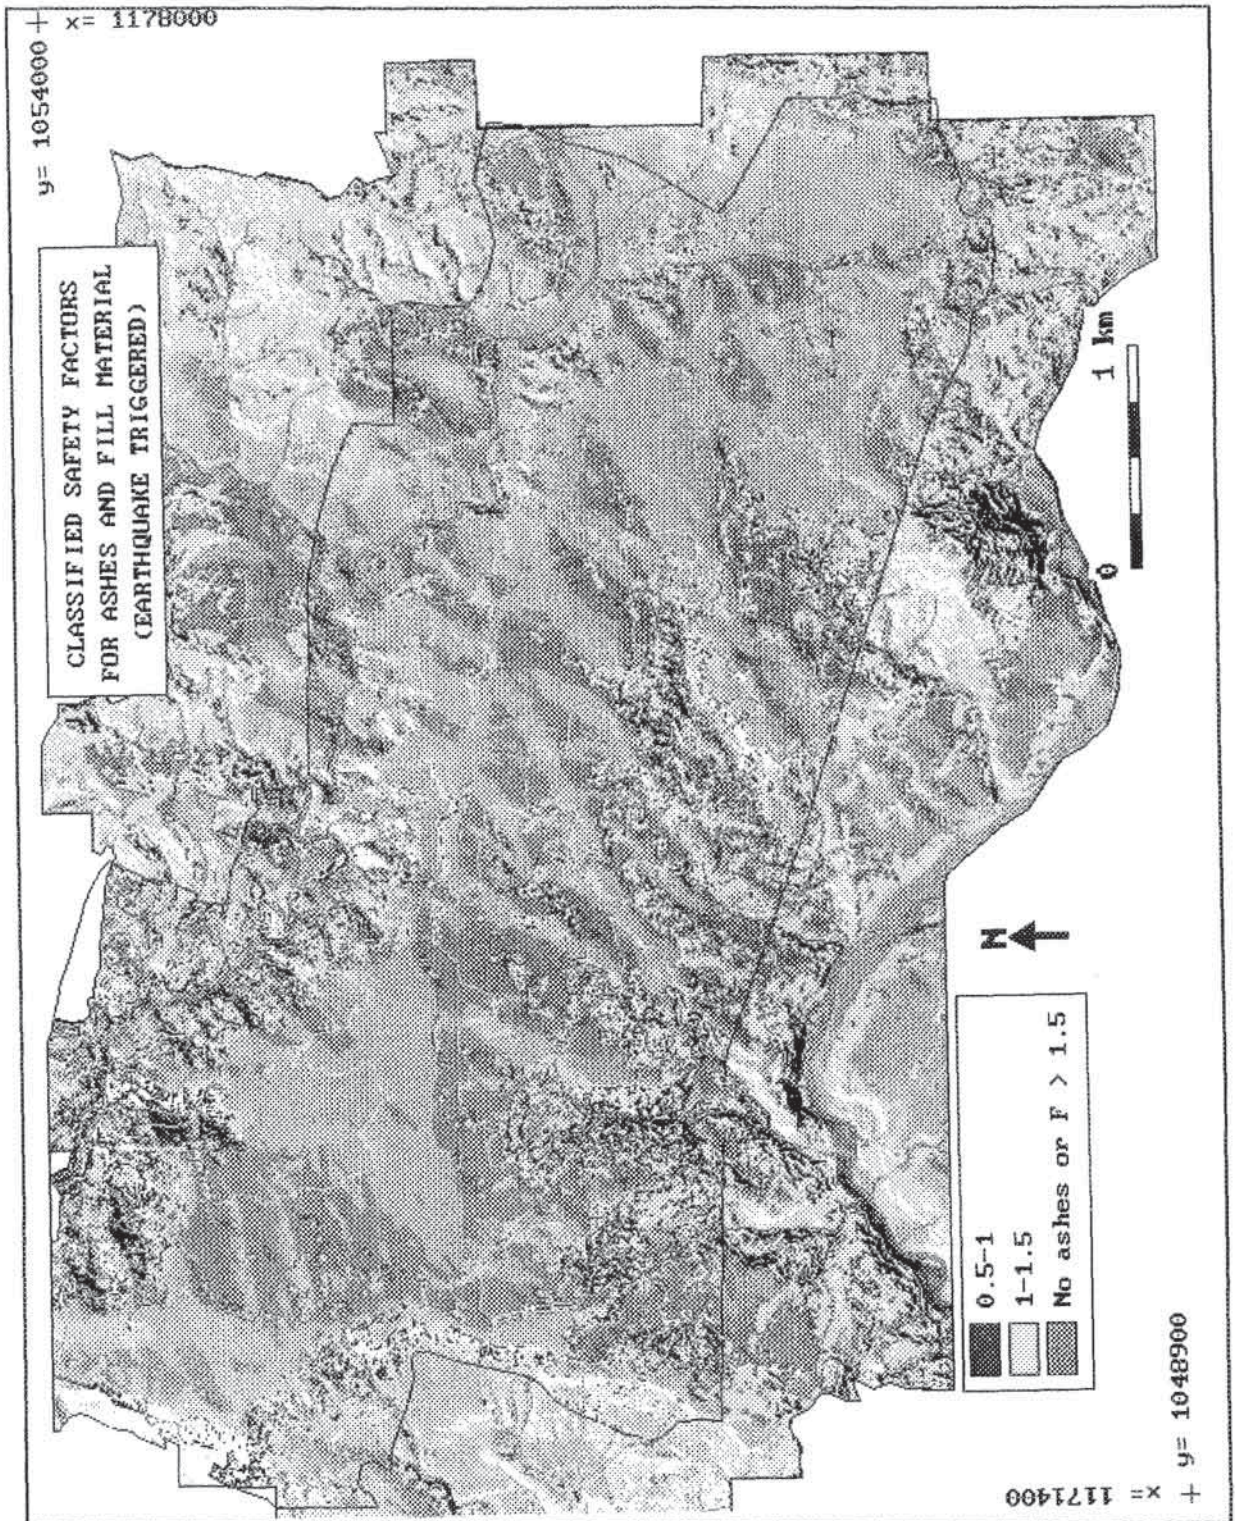 y= 1054000
x= 1178000
CLASSIFIED SAFETY FACTORS
FOR ASHES AND FILL MATERIAL
(EARTHQUAKE TRIGGERED)
0 1 km
N
0.5-1
1-1.5
No ashes or F > 1.5
x= 1171400
y= 1048900